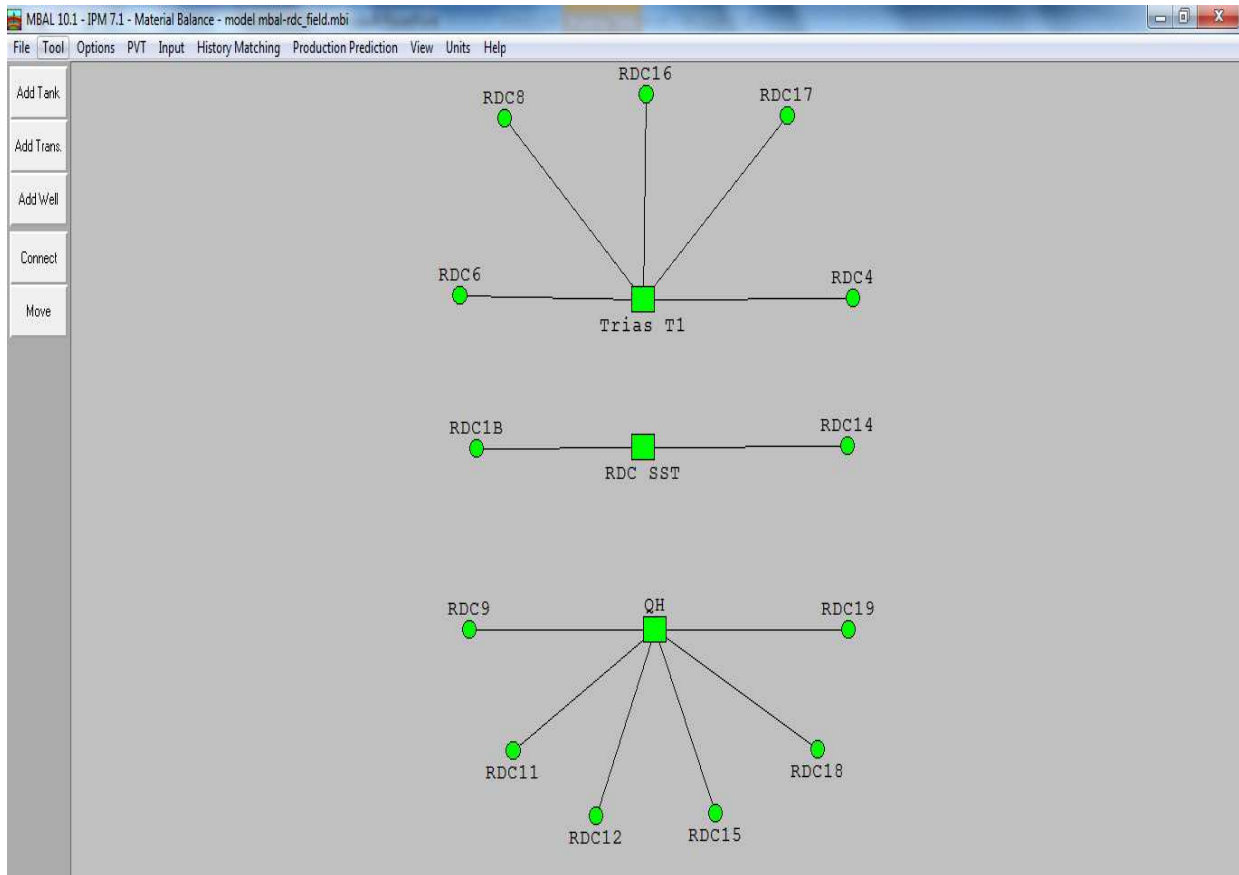 MBAL 10.1 - IPM 7.1 - Material Balance - model mbal-rdc_field.mbi
File Tool Options PVT Input History Matching Production Prediction View Units Help
Add Tank
Add Trans.
Add Well
Connect
Move
RDC16
RDC8
RDC17
RDC6
RDC4
Trias T1
RDC1B
RDC14
RDC SST
RDC9
QH
RDC19
RDC11
RDC18
RDC12
RDC15